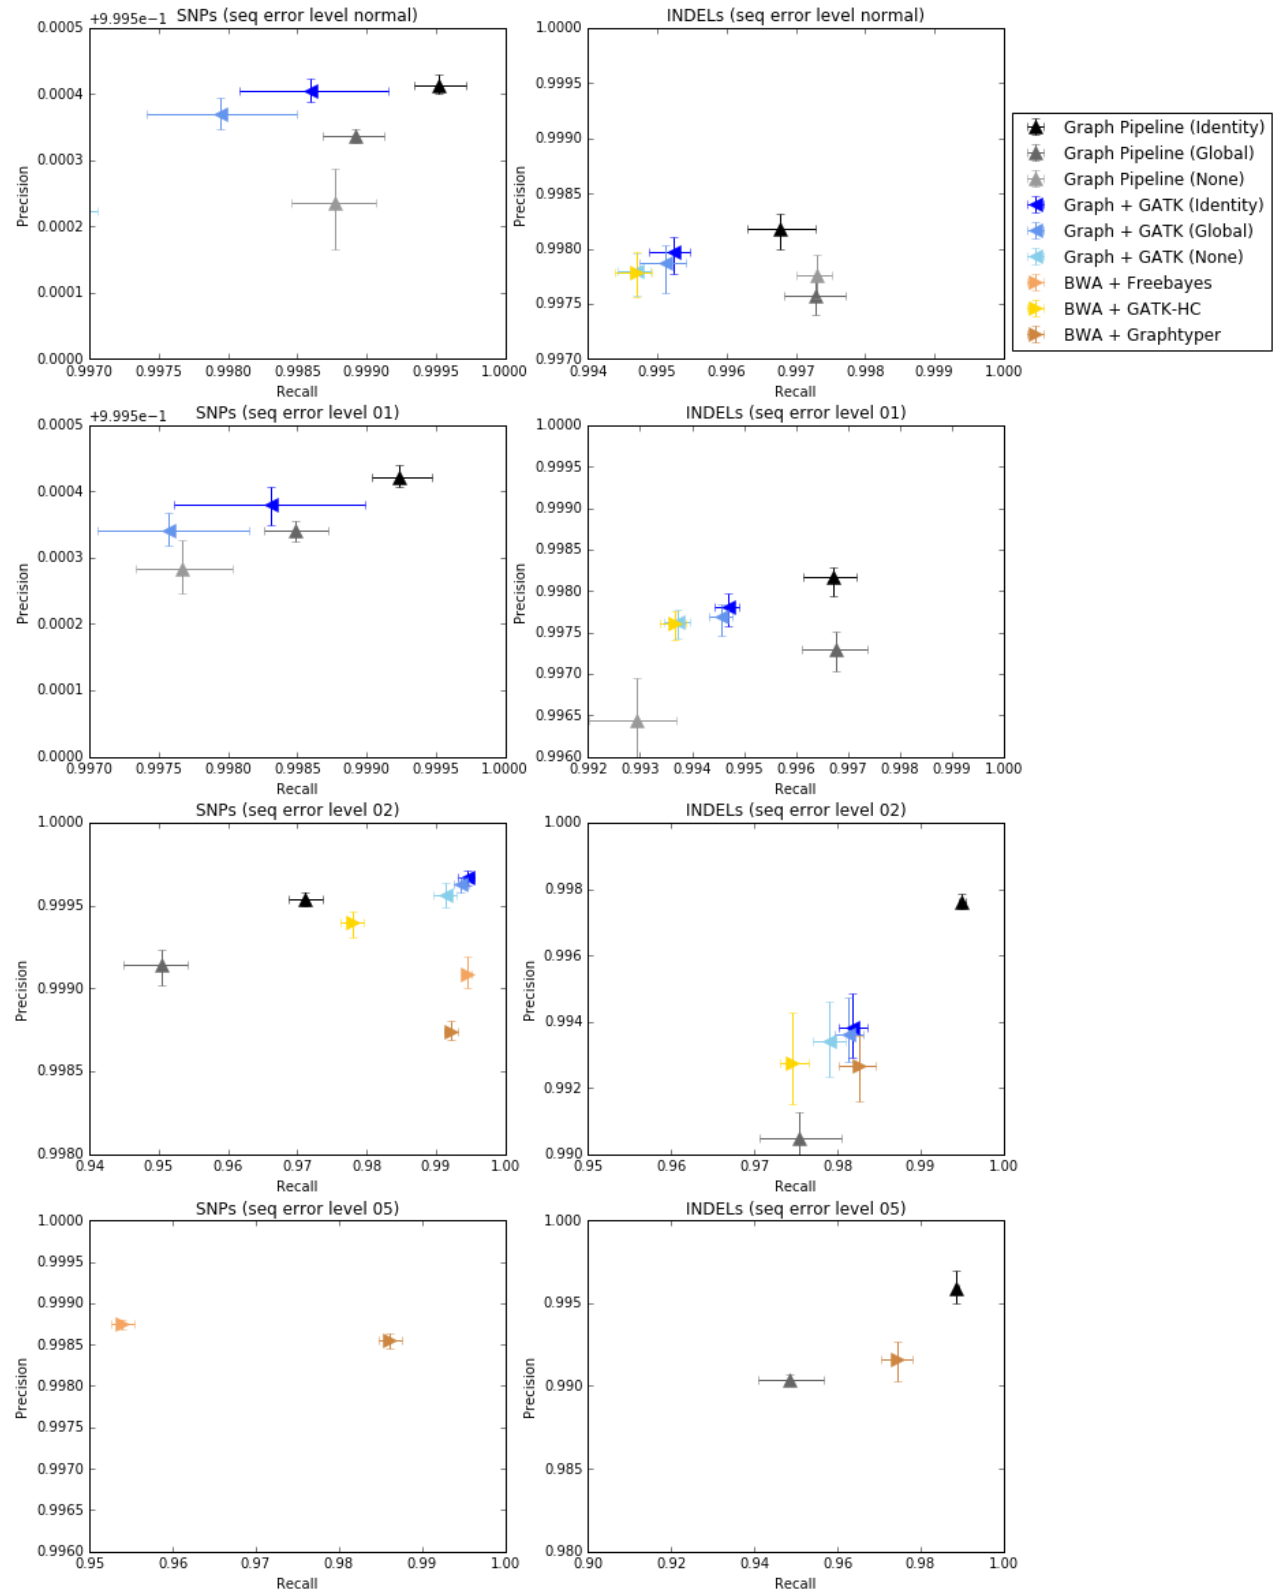 +9.995e−1
SNPs (seq error level normal)
0.0005
0.0004
0.0003
0.0002
0.0001
0.0000
Precision
0.9970 0.9975 0.9980 0.9985 0.9990 0.9995 1.0000
Recall
INDELs (seq error level normal)
1.0000
0.9995
0.9990
0.9985
0.9980
0.9975
0.9970
Precision
0.994 0.995 0.996 0.997 0.998 0.999 1.000
Recall
Graph Pipeline (Identity)
Graph Pipeline (Global)
Graph Pipeline (None)
Graph + GATK (Identity)
Graph + GATK (Global)
Graph + GATK (None)
BWA + Freebayes
BWA + GATK-HC
BWA + Graphtyper
+9.995e−1
SNPs (seq error level 01)
0.0005
0.0004
0.0003
0.0002
0.0001
0.0000
Precision
0.9970 0.9975 0.9980 0.9985 0.9990 0.9995 1.0000
Recall
INDELs (seq error level 01)
1.0000
0.9995
0.9990
0.9985
0.9980
0.9975
0.9970
0.9965
0.9960
Precision
0.992 0.993 0.994 0.995 0.996 0.997 0.998 0.999 1.000
Recall
SNPs (seq error level 02)
1.0000
0.9995
0.9990
0.9985
0.9980
Precision
0.94 0.95 0.96 0.97 0.98 0.99 1.00
Recall
INDELs (seq error level 02)
1.000
0.998
0.996
0.994
0.992
0.990
Precision
0.95 0.96 0.97 0.98 0.99 1.00
Recall
SNPs (seq error level 05)
1.0000
0.9995
0.9990
0.9985
0.9980
0.9975
0.9970
0.9965
0.9960
Precision
0.95 0.96 0.97 0.98 0.99 1.00
Recall
INDELs (seq error level 05)
1.000
0.995
0.990
0.985
0.980
Precision
0.90 0.92 0.94 0.96 0.98 1.00
Recall